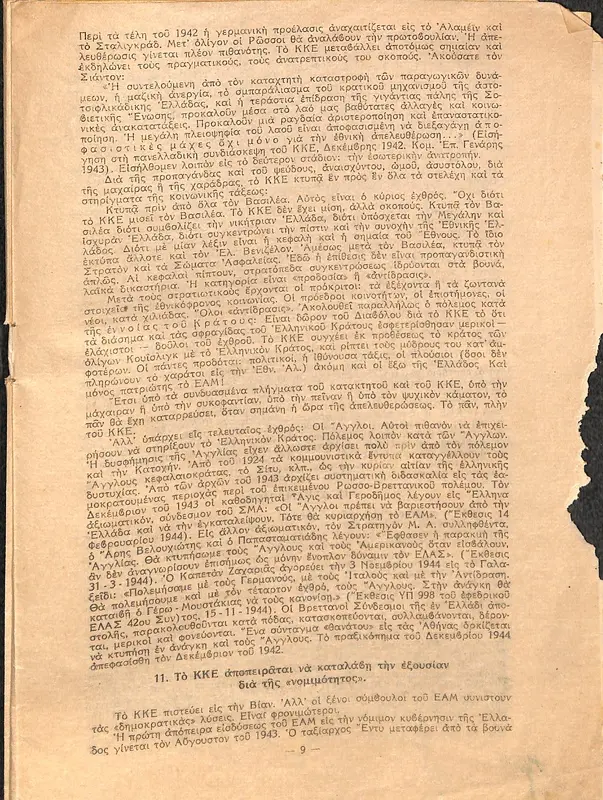 Περὶ τὰ τέλη τοῦ 1942 ἡ γερμανικὴ προέλασις ἀναχαιτίζεται εἰς τὸ Ἀλαμέϊν καὶ
τὸ Σταλιγκράδ. Μετ' ὀλίγον οἱ Ρῶσσοι θὰ ἀναλάβουν τὴν πρωτοβουλίαν. Ἡ ἀπε-
λευθέρωσις γίνεται πλέον πιθανότης. Τὸ ΚΚΕ μεταβάλλει ἀποτόμως σημαίαν καὶ
ἐκδηλώνει τοὺς πραγματικούς, τοὺς ἀνατρεπτικούς του σκοπούς. Ἀκούσατε τὸν
Σιάντον:
«Ἡ συντελούμενη ἀπὸ τὸν καταχτητὴ καταστροφὴ τῶν παραγωγικῶν δυνά-
μεων, ἡ μαζικὴ ἀνεργία, τὸ σμπαράλιασμα τοῦ κρατικοῦ μηχανισμοῦ τῆς ἀστο-
τσιφλικάδικης Ἑλλάδας, καὶ ἡ τεράστια ἐπίδραση τῆς γιγάντιας πάλης τῆς Σο-
βιετικῆς Ἕνωσης, προκαλοῦν μέσα στὸ λαό μας βαθύτατες ἀλλαγὲς καὶ κοινω-
νικὲς ἀνακατατάξεις. Προκαλοῦν μιὰ ραγδαία ἀριστεροποίηση καὶ ἐπαναστατικο-
ποίηση. Ἡ μεγάλη πλειοψηφία τοῦ λαοῦ εἶναι ἀποφασισμένη νὰ διεξαγάγη ἀπο-
φασιστικὲς μάχες ὄχι μόνο γιὰ τὴν ἐθνικὴ ἀπελευθέρωση...» (Εἰσή-
γηση στὴ πανελλαδικὴ συνδιάσκεψη τοῦ ΚΚΕ, Δεκέμβρης 1942. Κομ. Ἐπ. Γενάρης
1943). Εἰσήλθομεν λοιπὸν εἰς τὸ δεύτερον στάδιον: τὴν ἐσωτερικὴν ἀνατροπήν.
Διὰ τῆς προπαγάνδας καὶ τοῦ ψεύδους, ἀναισχύντου, ὠμοῦ, ἀσυστόλου, διὰ
τῆς μαχαίρας ἢ τῆς χαράδρας, τὸ ΚΚΕ κτυπᾷ ἓν πρὸς ἓν ὅλα τὰ στελέχη καὶ τὰ
στηρίγματα τῆς κοινωνικῆς τάξεως:
Κτυπᾷ πρὶν ἀπὸ ὅλα τὸν Βασιλέα. Αὐτὸς εἶναι ὁ κύριος ἐχθρός. Ὄχι διότι
τὸ ΚΚΕ μισεῖ τὸν Βασιλέα. Τὸ ΚΚΕ δὲν ἔχει μίση, ἀλλὰ σκοπούς. Κτυπᾷ τὸν Βα-
σιλέα διότι συμβολίζει τὴν νικήτριαν Ἑλλάδα, διότι ὑπόσχεται τὴν Μεγάλην καὶ
Ἰσχυρὰν Ἑλλάδα, διότι συγκεντρώνει τὴν πίστιν καὶ τὴν συνοχὴν τῆς Ἐθνικῆς Ἑλ-
λάδος. Διότι μὲ μίαν λέξιν εἶναι ἡ κεφαλὴ καὶ ἡ σημαία τοῦ Ἔθνους. Τὸ ἴδιο
ἐκτύπα ἄλλοτε καὶ τὸν Ἐλ. Βενιζέλον. Ἀμέσως μετὰ τὸν Βασιλέα, κτυπᾷ τὸν
Στρατὸν καὶ τὰ Σώματα Ἀσφαλείας. Ἐδῶ ἡ ἐπίθεσις δὲν εἶναι προπαγανδιστικὴ
ἁπλῶς. Αἱ κεφαλαὶ πίπτουν, στρατόπεδα συγκεντρώσεως ἱδρύονται στὰ βουνά,
λαϊκὰ δικαστήρια. Ἡ κατηγορία εἶναι «προδοσία» ἢ «ἀντίδρασις».
Μετὰ τοὺς στρατιωτικοὺς ἔρχονται οἱ πρόκριτοι: τὰ ἐξέχοντα ἢ τὰ ζωντανὰ
στοιχεῖα τῆς ἐθνικόφρονος κοινωνίας. Οἱ πρόεδροι κοινοτήτων, οἱ ἐπιστήμονες, οἱ
νέοι, κατὰ χιλιάδας. Ὅλοι «ἀντίδρασις». Ἀκολουθεῖ παραλλήλως ὁ πόλεμος κατὰ
τῆς ἐννοίας τοῦ Κράτους: Εἶναι δῶρον τοῦ Διαβόλου διὰ τὸ ΚΚΕ τὸ ὅτι
τὰ διάσημα καὶ τὰς σφραγῖδας τοῦ Ἑλληνικοῦ Κράτους ἐσφετερίσθησαν μερικοὶ —
ἐλάχιστοι — δοῦλοι τοῦ ἐχθροῦ. Τὸ ΚΚΕ συγχέει ἐκ προθέσεως τὸ κράτος τῶν
ὀλίγων Κουΐσλιγκ μὲ τὸ Ἑλληνικὸν Κράτος, καὶ ρίπτει τοὺς μύδρους του κατ' ἀμ-
φοτέρων. Οἱ πάντες προδόται: πολιτικοί, ἡ ἰθύνουσα τάξις, οἱ πλούσιοι (ὅσοι δὲν
πληρώνουν τὸ χαράτσι εἰς τὴν Ἐθν. Ἀλ.) ἀκόμη καὶ οἱ ἔξω τῆς Ἑλλάδος. Καὶ
μόνος πατριώτης τὸ ΕΑΜ!
Ἔτσι ὑπὸ τὰ συνδυασμένα πλήγματα τοῦ κατακτητοῦ καὶ τοῦ ΚΚΕ, ὑπὸ τὴν
μάχαιραν ἢ ὑπὸ τὴν συκοφαντίαν, ὑπὸ τὴν πεῖναν ἢ ὑπὸ τὸν ψυχικὸν κάματον, τὸ
πᾶν θὰ ἔχη καταρρεύσει, ὅταν σημάνη ἡ ὥρα τῆς ἀπελευθερώσεως. Τὸ πᾶν, πλὴν
τοῦ ΚΚΕ.
Ἀλλ' ὑπάρχει εἷς τελευταῖος ἐχθρός: Οἱ Ἄγγλοι. Αὐτοὶ πιθανὸν νὰ ἐπιχει-
ρήσουν νὰ στηρίξουν τὸ Ἑλληνικὸν Κράτος. Πόλεμος λοιπὸν κατὰ τῶν Ἄγγλων.
Ἡ δυσφήμησις τῆς Ἀγγλίας εἶχεν ἄλλωστε ἀρχίσει πολὺ πρὶν ἀπὸ τὸν πόλεμον
καὶ τὴν Κατοχήν. Ἀπὸ τοῦ 1924 τὰ κομμουνιστικὰ ἔντυπα καταγγέλλουν τοὺς
Ἄγγλους κεφαλαιοκράτας, τὸ Σίτυ, κλπ., ὡς τὴν κυρίαν αἰτίαν τῆς ἑλληνικῆς
δυστυχίας. Ἀπὸ τῶν ἀρχῶν τοῦ 1943 ἀρχίζει συστηματικὴ διδασκαλία εἰς τὰς ἑα-
μοκρατουμένας περιοχὰς περὶ τοῦ ἐπικειμένου Ρωσσο-Βρεττανικοῦ πολέμου. Τὸν
Δεκέμβριον τοῦ 1943 οἱ καθοδηγηταὶ Ἄγις καὶ Γεροδῆμος λέγουν εἰς Ἕλληνα
ἀξιωματικόν, σύνδεσμον τοῦ ΣΜΑ: «Οἱ Ἄγγλοι πρέπει νὰ βαριεστήσουν ἀπὸ τὴν
Ἑλλάδα καὶ νὰ τὴν ἐγκαταλείψουν. Τότε θὰ κυριαρχήση τὸ ΕΑΜ». (Ἔκθεσις 14
Φεβρουαρίου 1944). Εἰς ἄλλον ἀξιωματικόν, τὸν Στρατηγὸν Μ. Α. συλληφθέντα,
ὁ Ἄρης Βελουχιώτης καὶ ὁ Παπασταματιάδης λέγουν: «Ἔφθασεν ἡ παρακμὴ τῆς
Ἀγγλίας. Θὰ κτυπήσωμε τοὺς Ἄγγλους καὶ τοὺς Ἀμερικανοὺς ὅταν εἰσβάλουν,
ἂν δὲν ἀναγνωρίσουν ἐπισήμως ὡς μόνην ἔνοπλον δύναμιν τὸν ΕΛΑΣ». (Ἔκθεσις
31-3-1944). Ὁ Καπετὰν Ζαχαριᾶς ἀγορεύει τὴν 3 Νοεμβρίου 1944 εἰς τὸ Γαλα-
ξεῖδι: «Πολεμήσαμε μὲ τοὺς Γερμανούς, μὲ τοὺς Ἰταλοὺς καὶ μὲ τὴν Ἀντίδραση.
Θὰ πολεμήσουμε καὶ μὲ τὸν τέταρτον ἐχθρό, τοὺς Ἄγγλους. Στὴν ἀνάγκη θὰ
καταιβῆ ὁ Γέρω-Μουστάκιας νὰ τοὺς κανονίση.» (Ἔκθεσις ΥΠ 998 τοῦ ἐφεδρικοῦ
ΕΛΑΣ 42ου Συν)τος, 15-11-1944). Οἱ Βρεττανοὶ Σύνδεσμοι τῆς ἐν Ἑλλάδι ἀπο-
στολῆς, παρακολουθοῦνται κατὰ πόδας, κατασκοπεύονται, συλλαμβάνονται, δέρον-
ται, μερικοὶ καὶ φονεύονται. Ἕνα σύνταγμα «θανάτου» εἰς τὰς Ἀθήνας ὁρκίζεται
νὰ κτυπήση ἐν ἀνάγκη καὶ τοὺς Ἄγγλους. Τὸ πραξικόπημα τοῦ Δεκεμβρίου 1944
ἀπεφασίσθη τὸν Δεκέμβριον τοῦ 1942.
11. Τὸ ΚΚΕ ἀποπειρᾶται νὰ καταλάβη τὴν ἐξουσίαν
διὰ τῆς «νομιμότητος».
Τὸ ΚΚΕ πιστεύει εἰς τὴν Βίαν. Ἀλλ' οἱ ξένοι σύμβουλοι τοῦ ΕΑΜ συνιστοῦν
τὰς «δημοκρατικὰς» λύσεις. Εἶναι φρονιμώτεροι.
Ἡ πρώτη ἀπόπειρα εἰσδύσεως τοῦ ΕΑΜ εἰς τὴν νόμιμον κυβέρνησιν τῆς Ἑλλά-
δος γίνεται τὸν Αὔγουστον τοῦ 1943. Ὁ ταξίαρχος Ἔντυ μεταφέρει ἀπὸ τὰ βουνὰ
— 9 —